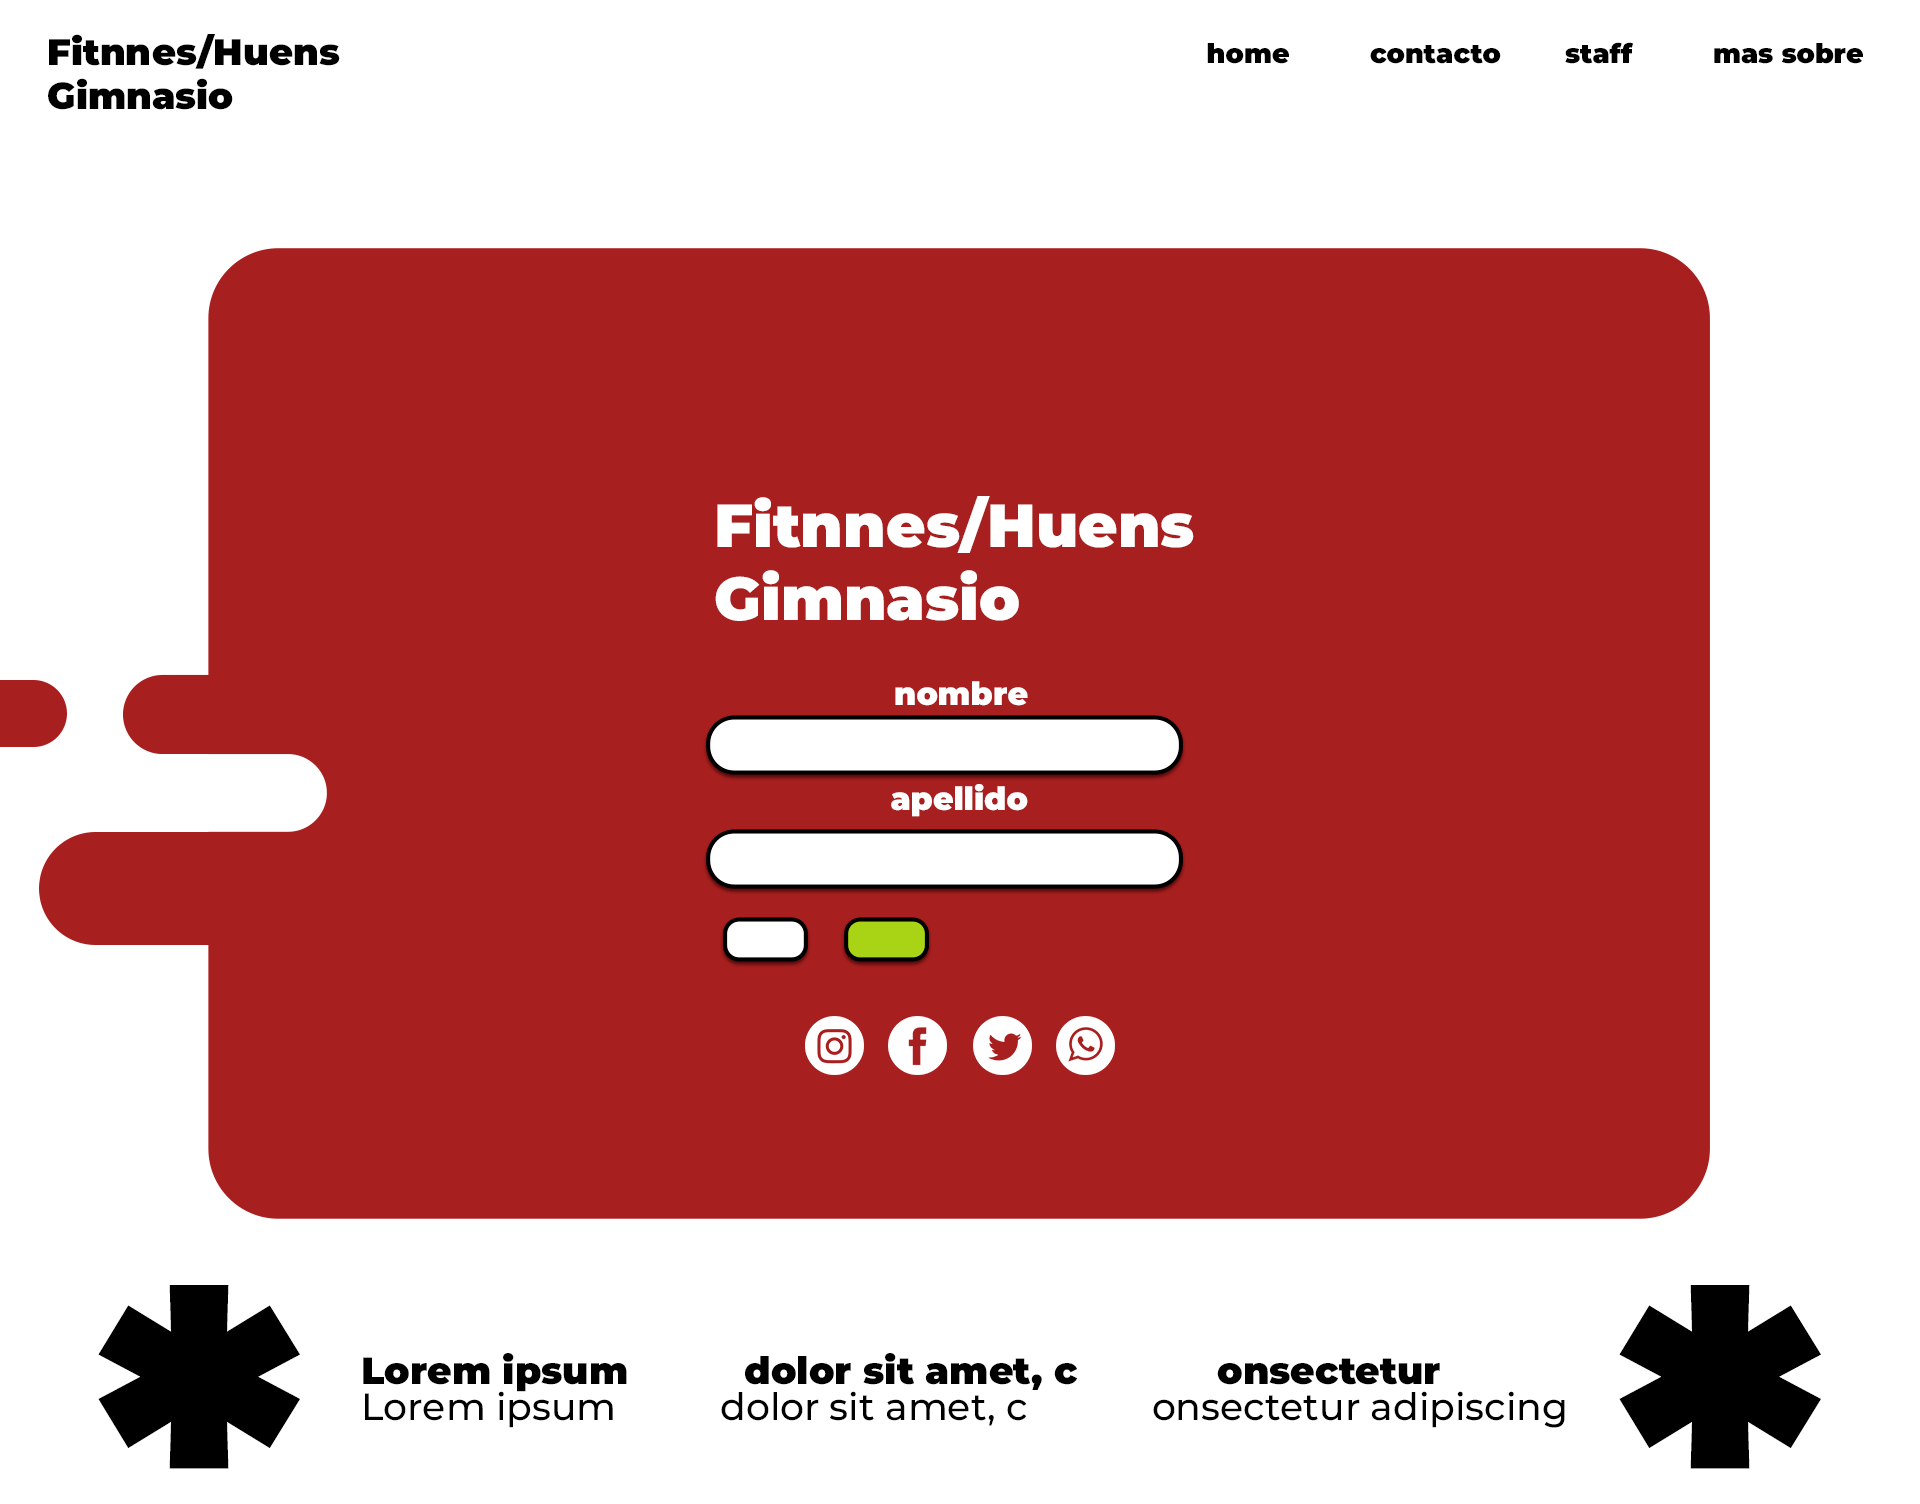 Fitnnes/Huens
Gimnasio
home contacto staff mas sobre
Fitnnes/Huens
Gimnasio
nombre
apellido
Lorem ipsum dolor sit amet, c onsectetur
Lorem ipsum dolor sit amet, c onsectetur adipiscing